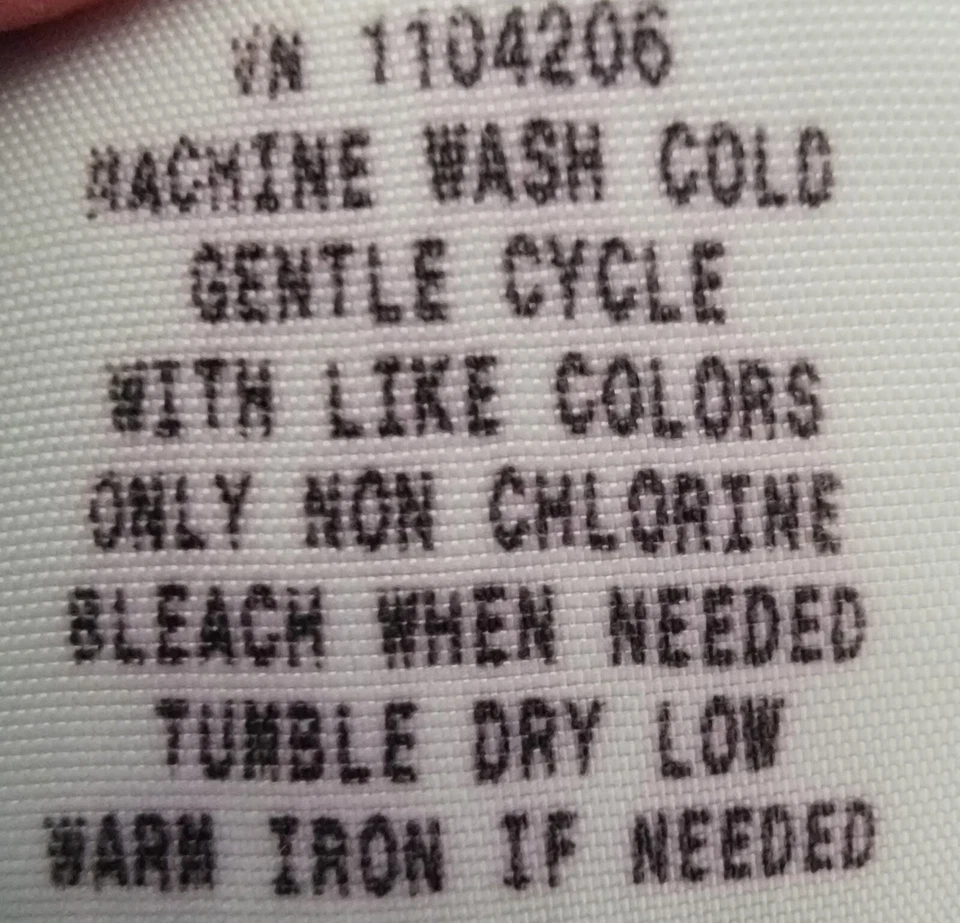 VN 1104206
MACHINE WASH COLD
GENTLE CYCLE
WITH LIKE COLORS
ONLY NON CHLORINE
BLEACH WHEN NEEDED
TUMBLE DRY LOW
WARM IRON IF NEEDED